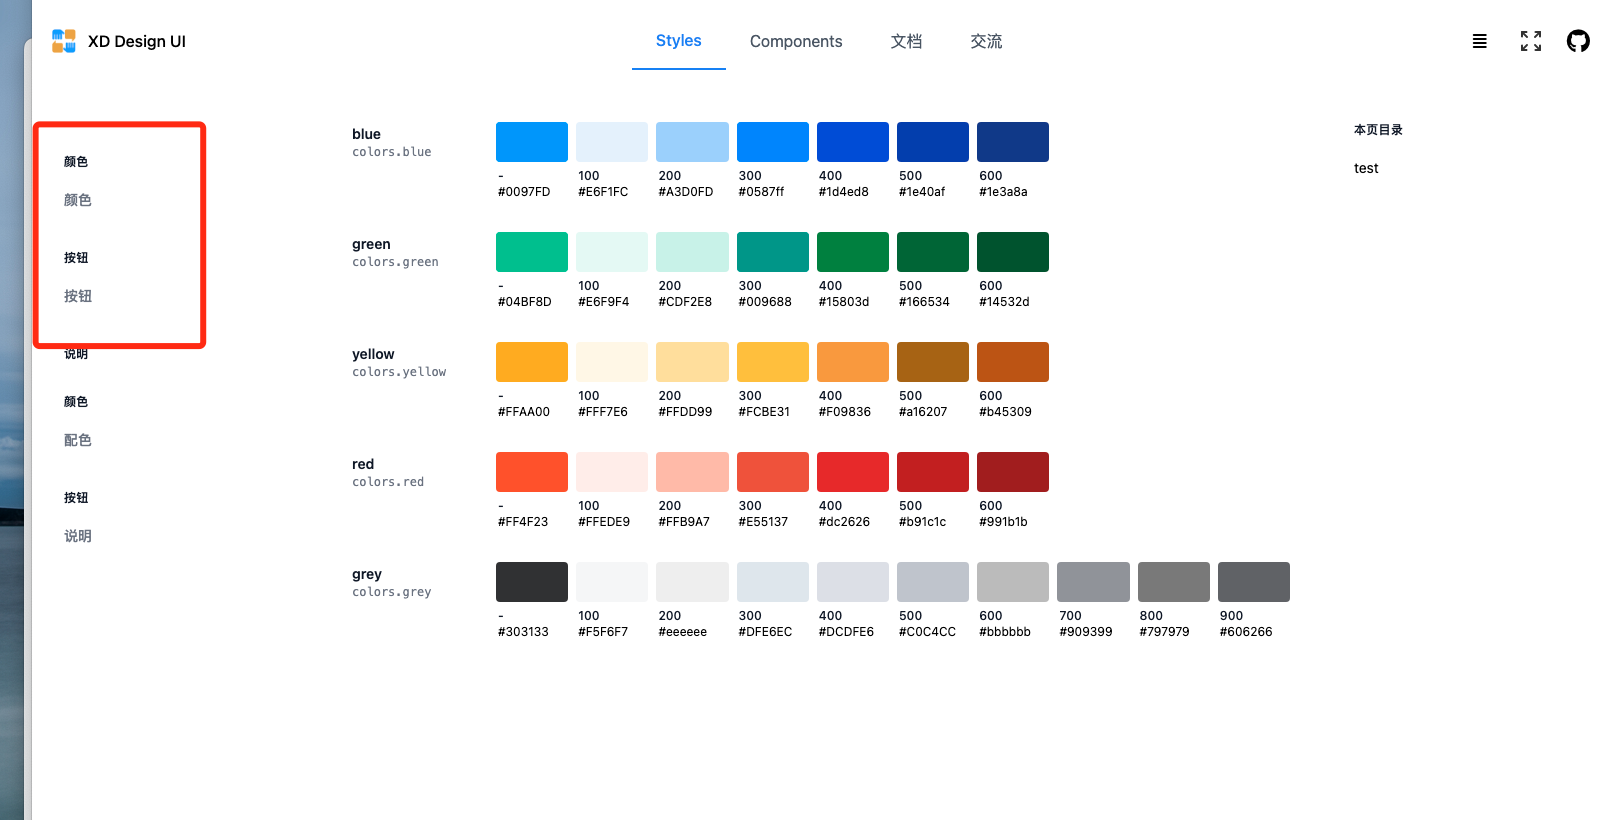 XD Design UI
Styles
Components
文档
交流
颜色
颜色
按钮
按钮
说明
颜色
配色
按钮
说明
blue
colors.blue
- 100 200 300 400 500 600
#0097FD #E6F1FC #A3D0FD #0587ff #1d4ed8 #1e40af #1e3a8a
green
colors.green
- 100 200 300 400 500 600
#04BF8D #E6F9F4 #CDF2E8 #009688 #15803d #166534 #14532d
yellow
colors.yellow
- 100 200 300 400 500 600
#FFAA00 #FFF7E6 #FFDD99 #FCBE31 #F09836 #a16207 #b45309
red
colors.red
- 100 200 300 400 500 600
#FF4F23 #FFEDE9 #FFB9A7 #E55137 #dc2626 #b91c1c #991b1b
grey
colors.grey
- 100 200 300 400 500 600 700 800 900
#303133 #F5F6F7 #eeeeee #DFE6EC #DCDFE6 #C0C4CC #bbbbbb #909399 #797979 #606266
本页目录
test